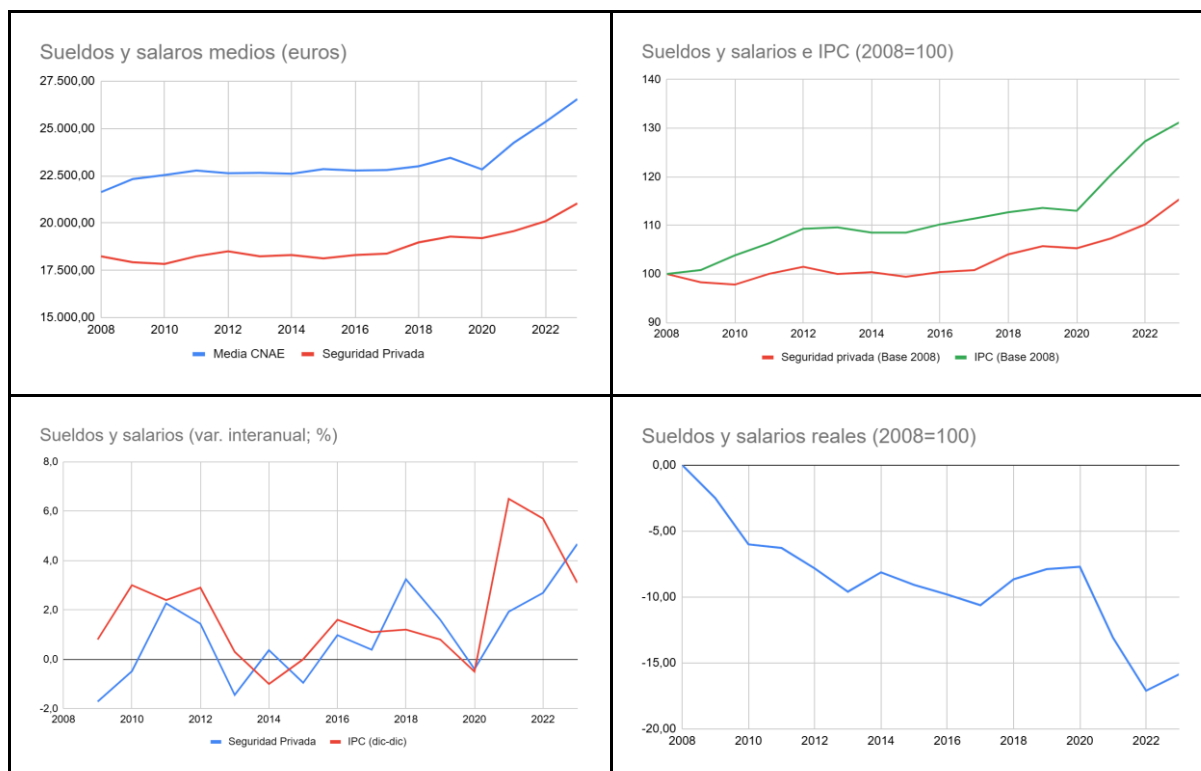 Sueldos y salaros medios (euros)
27.500,00
25.000,00
22.500,00
20.000,00
17.500,00
15.000,00
2008 2010 2012 2014 2016 2018 2020 2022
Media CNAE Seguridad Privada
Sueldos y salarios e IPC (2008=100)
140
130
120
110
100
90
2008 2010 2012 2014 2016 2018 2020 2022
Seguridad privada (Base 2008) IPC (Base 2008)
Sueldos y salarios (var. interanual; %)
8,0
6,0
4,0
2,0
0,0
-2,0
2008 2010 2012 2014 2016 2018 2020 2022
Seguridad Privada IPC (dic-dic)
Sueldos y salarios reales (2008=100)
0,00
-5,00
-10,00
-15,00
-20,00
2008 2010 2012 2014 2016 2018 2020 2022